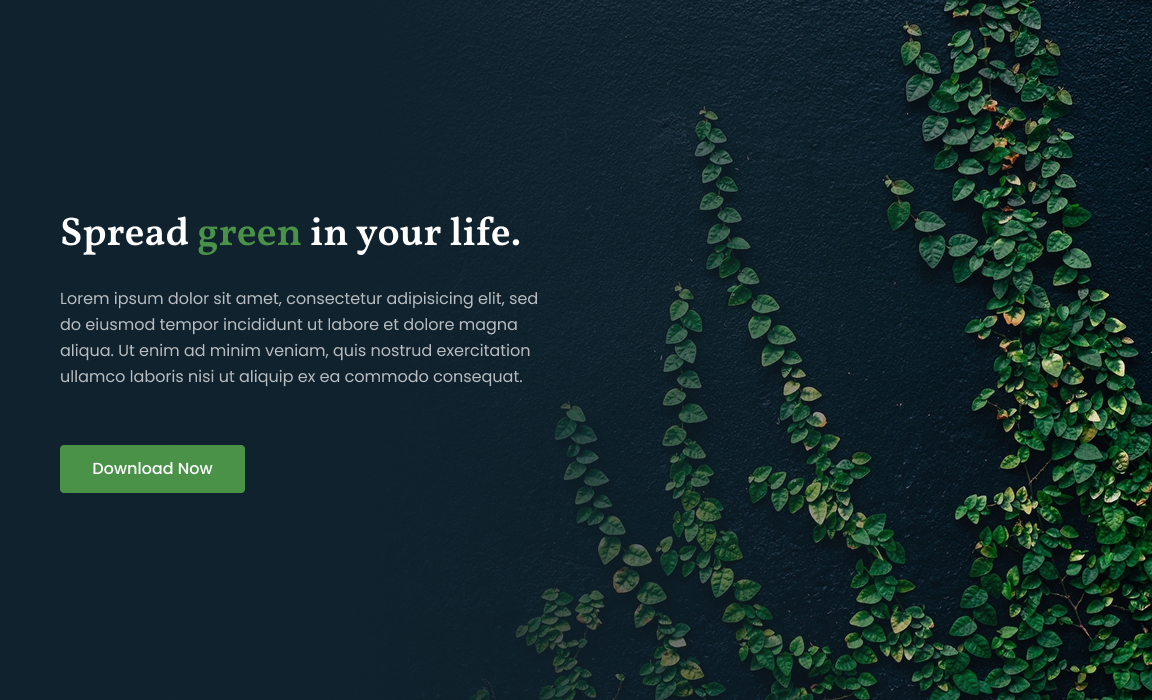 Spread green in your life.
Lorem ipsum dolor sit amet, consectetur adipisicing elit, sed
do eiusmod tempor incididunt ut labore et dolore magna
aliqua. Ut enim ad minim veniam, quis nostrud exercitation
ullamco laboris nisi ut aliquip ex ea commodo consequat.
Download Now